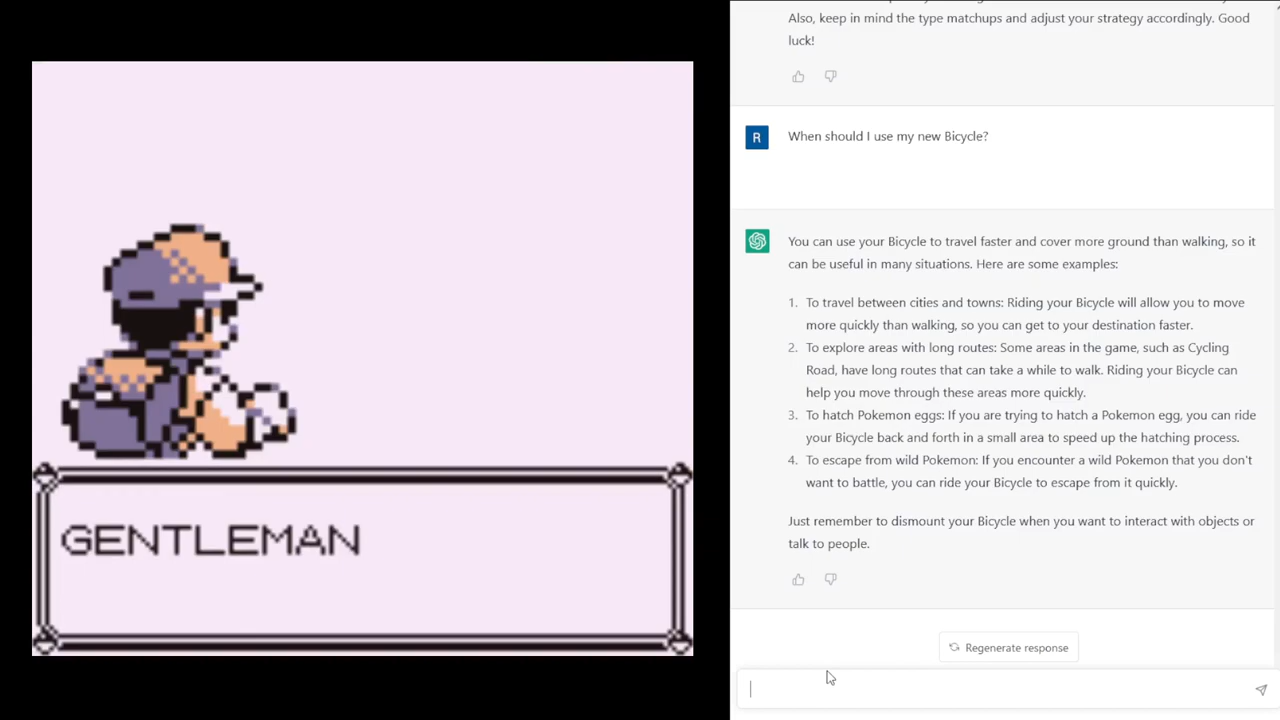 GENTLEMAN
Also, keep in mind the type matchups and adjust your strategy accordingly. Good
luck!
R
When should I use my new Bicycle?
You can use your Bicycle to travel faster and cover more ground than walking, so it
can be useful in many situations. Here are some examples:
1. To travel between cities and towns: Riding your Bicycle will allow you to move
more quickly than walking, so you can get to your destination faster.
2. To explore areas with long routes: Some areas in the game, such as Cycling
Road, have long routes that can take a while to walk. Riding your Bicycle can
help you move through these areas more quickly.
3. To hatch Pokemon eggs: If you are trying to hatch a Pokemon egg, you can ride
your Bicycle back and forth in a small area to speed up the hatching process.
4. To escape from wild Pokemon: If you encounter a wild Pokemon that you don't
want to battle, you can ride your Bicycle to escape from it quickly.
Just remember to dismount your Bicycle when you want to interact with objects or
talk to people.
Regenerate response